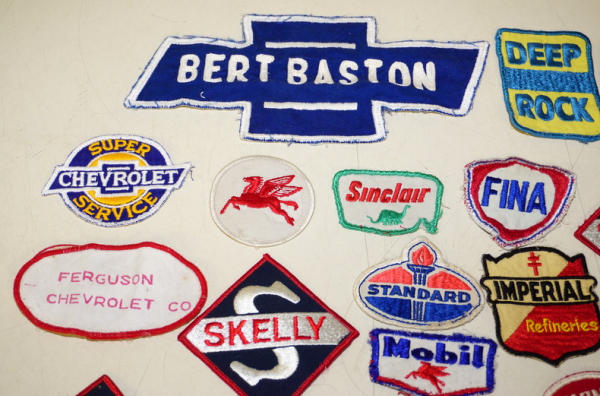 BERT BASTON
DEEP
ROCK
SUPER
CHEVROLET
SERVICE
Sinclair
FINA
FERGUSON
CHEVROLET CO
S
SKELLY
STANDARD
IMPERIAL
Refineries
Mobil